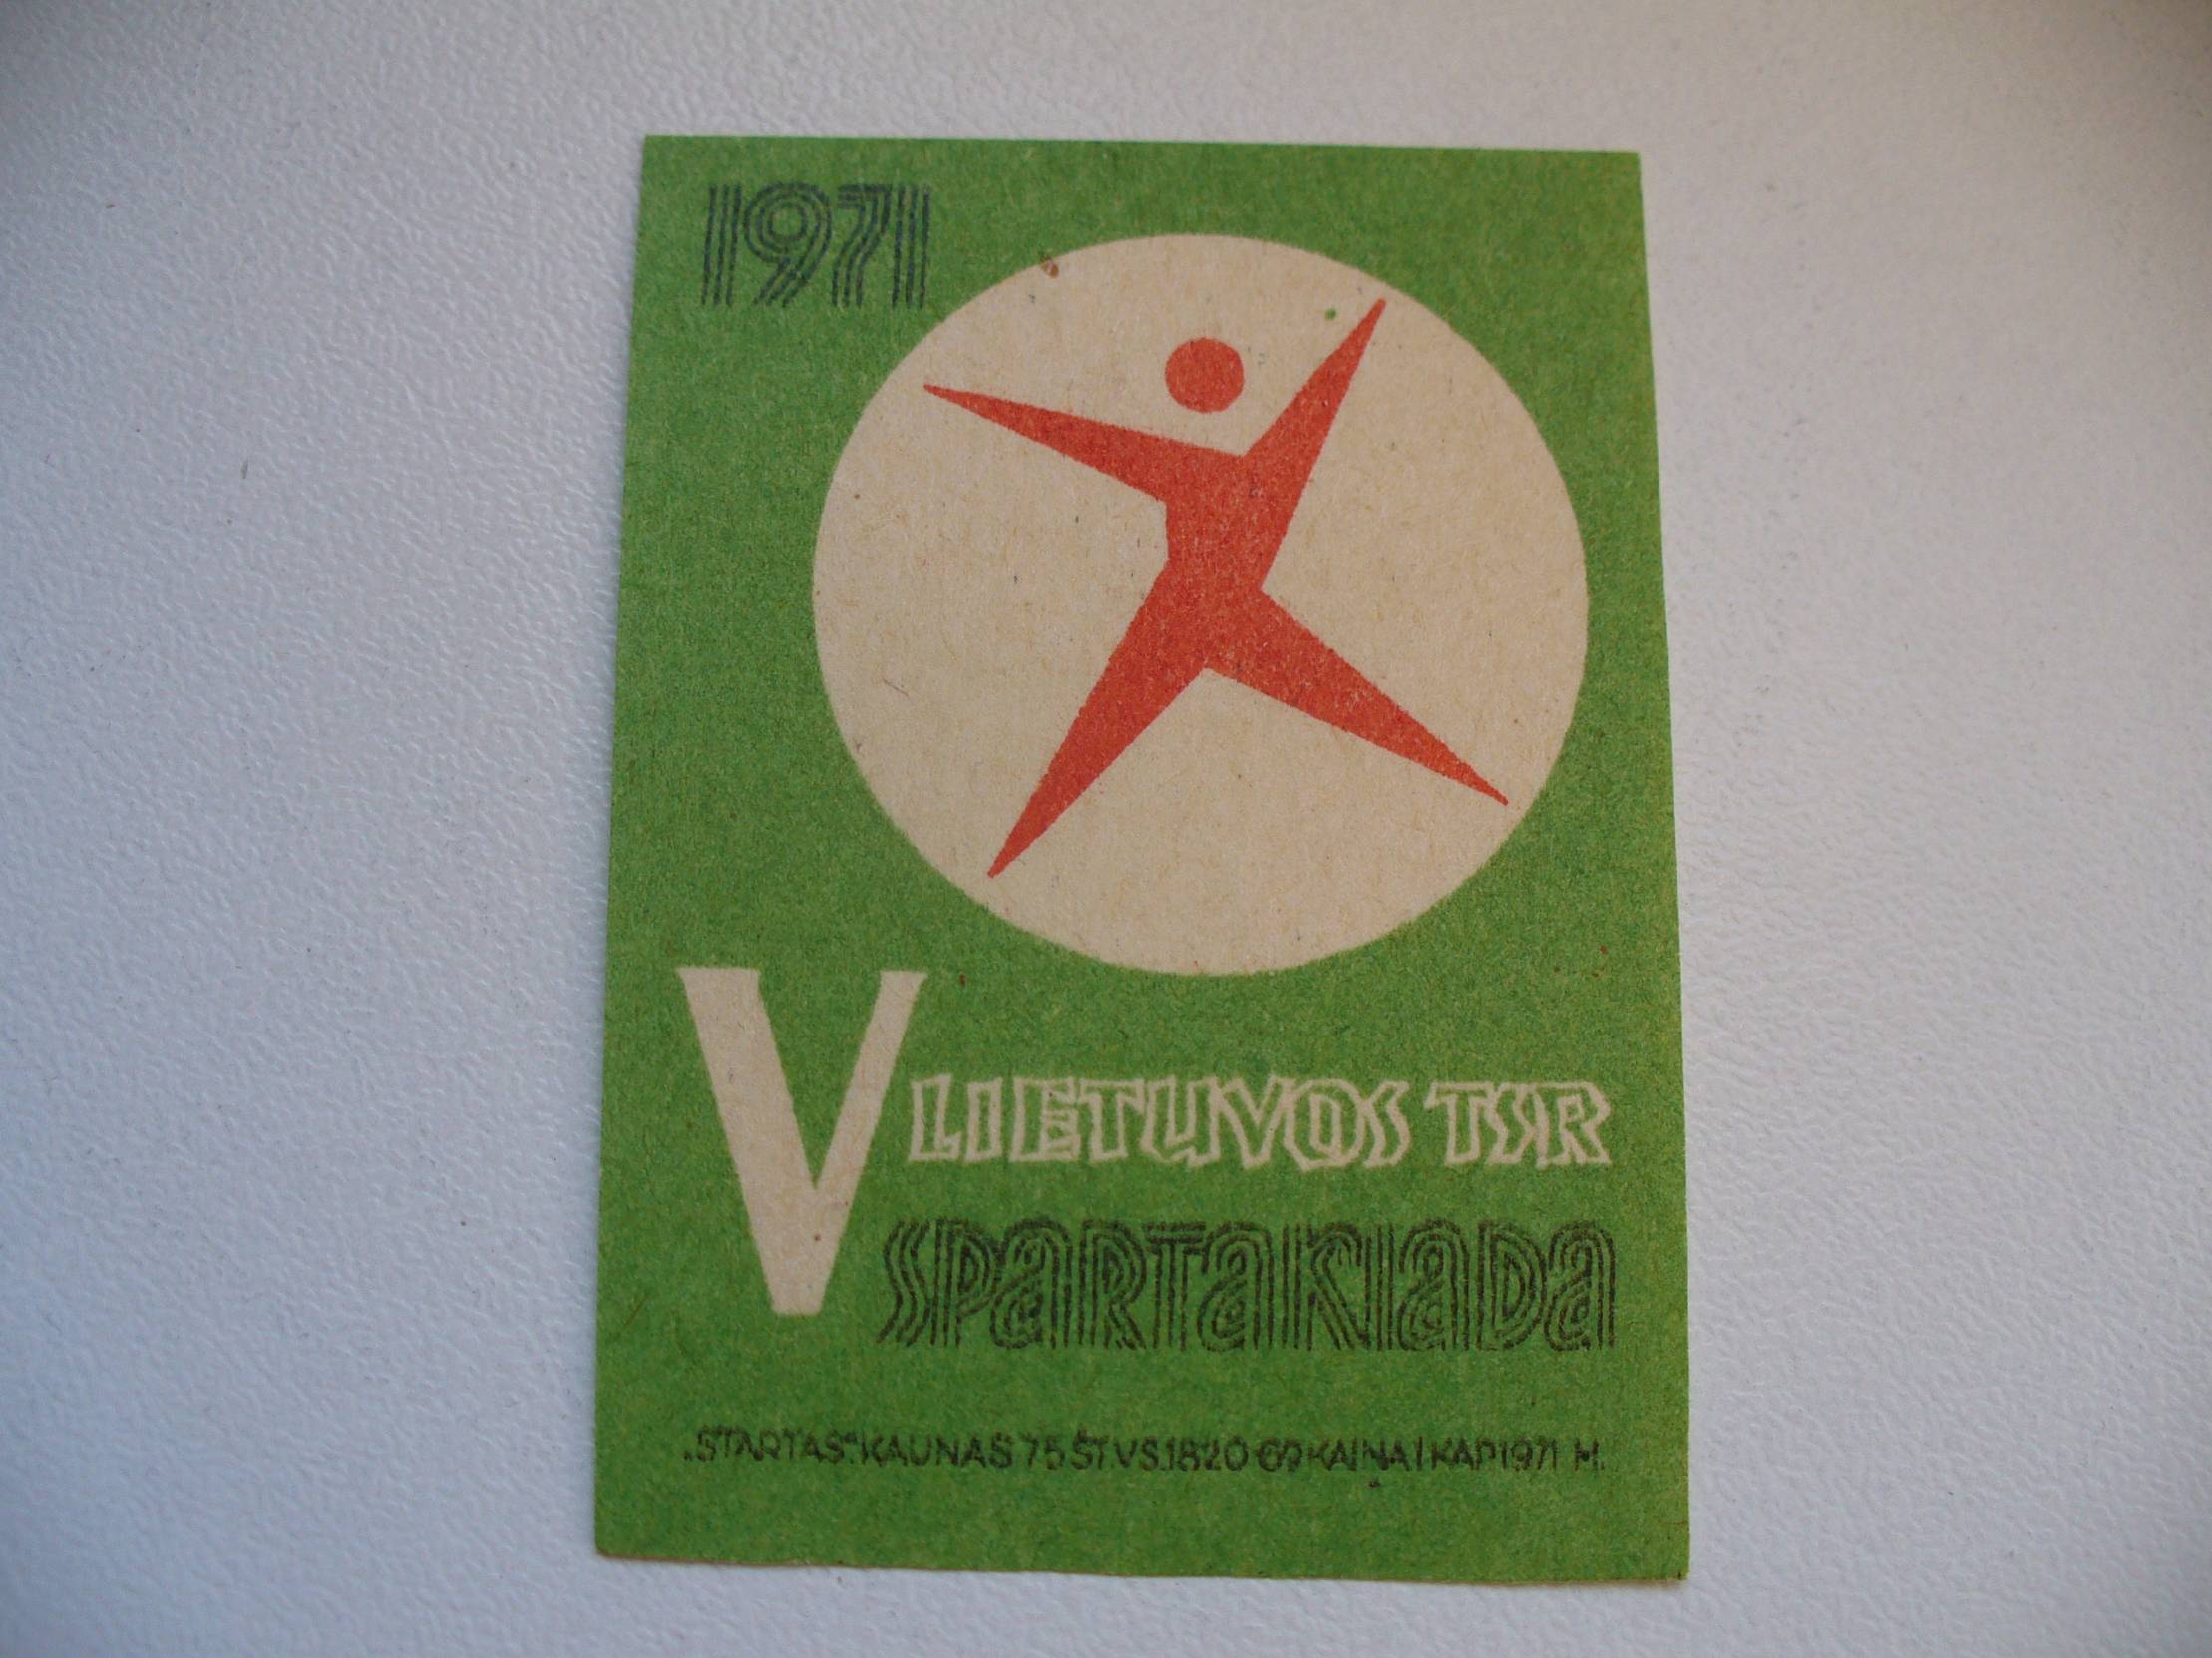 1971
V LIETUVOS TSR
SPARTAKIADA
„STARTAS“ KAUNAS 75 ŠT VS.1820-69 KAINA 1 KAP 1971 M.